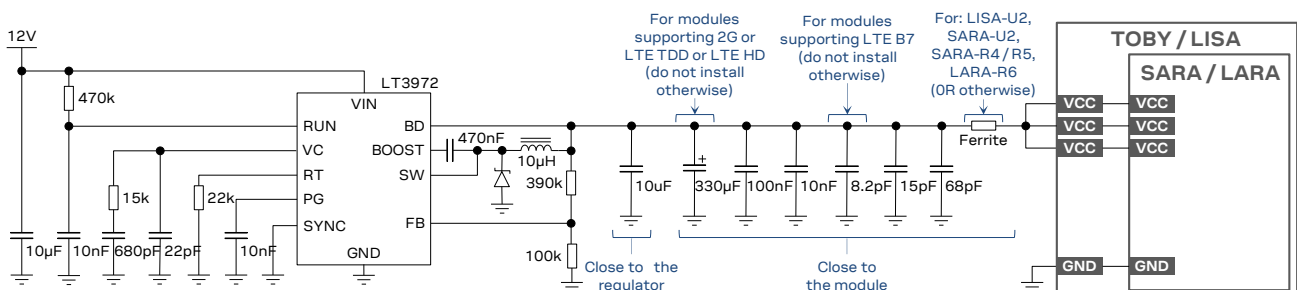 For modules
supporting 2G or
LTE TDD or LTE HD
(do not install
otherwise)
For modules
supporting LTE B7
(do not install
otherwise)
For: LISA-U2,
SARA-U2,
SARA-R4 / R5,
LARA-R6
(0R otherwise)
TOBY / LISA
SARA / LARA
12V
LT3972
470k
VIN
RUN
BD
VC
BOOST
RT
SW
PG
SYNC
FB
GND
470nF
10µH
390k
100k
15k
22k
10µF
10nF
680pF
22pF
10nF
10uF
330µF
+
100nF
10nF
8.2pF
15pF
68pF
Ferrite
VCC
VCC
VCC
VCC
VCC
VCC
GND
GND
Close to the
regulator
Close to
the module